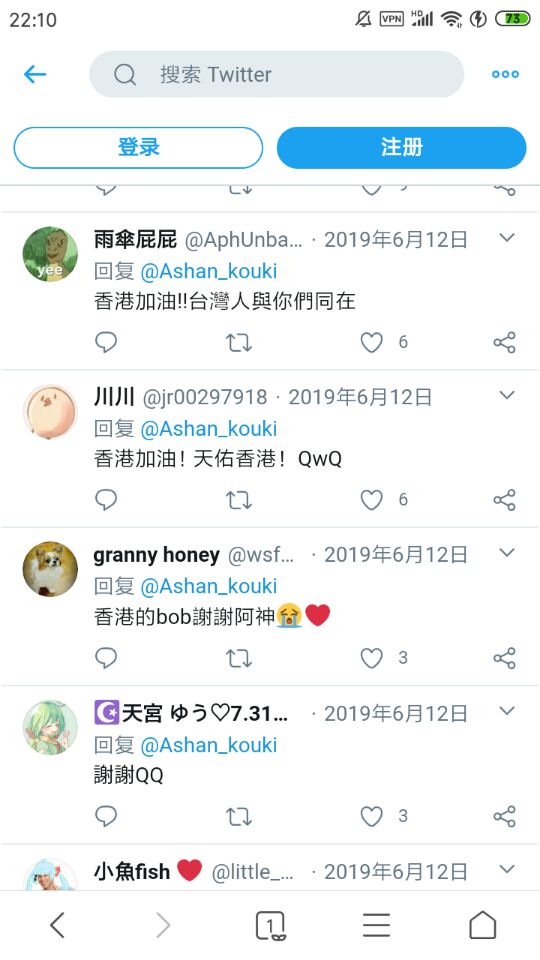 22:10
VPN
HD
73
搜索 Twitter
登录
注册
雨傘屁屁 @AphUnba... · 2019年6月12日
yee
回复 @Ashan_kouki
香港加油!!台灣人與你們同在
6
川川 @jr00297918 · 2019年6月12日
回复 @Ashan_kouki
香港加油！天佑香港！QwQ
6
granny honey @wsf... · 2019年6月12日
回复 @Ashan_kouki
香港的bob謝謝阿神😭❤️
3
☪️天宮 ゆう♡7.31... · 2019年6月12日
回复 @Ashan_kouki
謝謝QQ
3
小魚fish ❤️ @little_... · 2019年6月12日
1